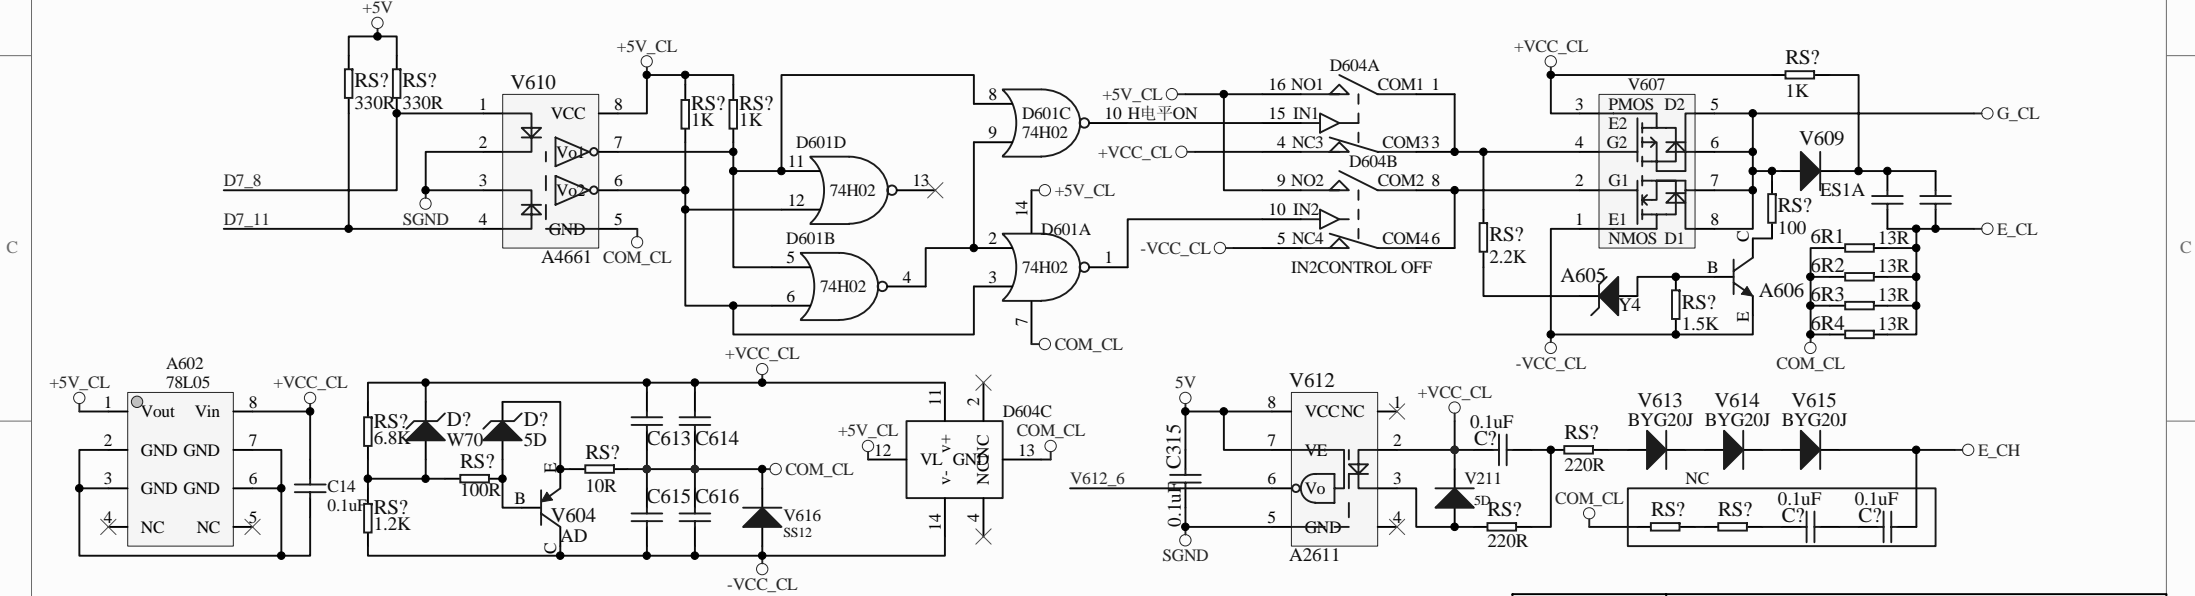 +5V
RS?
330R
RS?
330R
D7_8
D7_11
V610
1
2
3
4
VCC
Vo1
Vo2
GND
8
7
6
5
A4661
SGND
COM_CL
+5V_CL
RS?
1K
RS?
1K
D601D
11
12
74H02
13
D601B
5
6
74H02
4
D601C
8
9
74H02
10
H电平ON
D601A
2
3
74H02
1
14
+5V_CL
7
COM_CL
D604A
+5V_CL
16 NO1
COM1 1
15 IN1
+VCC_CL
4 NC3
COM3 3
D604B
9 NO2
COM2 8
10 IN2
-VCC_CL
5 NC4
COM4 6
IN2CONTROL OFF
RS?
2.2K
+VCC_CL
V607
3
4
2
1
PMOS D2
E2
G2
G1
E1
NMOS D1
5
6
7
8
RS?
1K
G_CL
V609
ES1A
RS?
100
C
B
E
A606
A605
Y4
RS?
1.5K
-VCC_CL
E_CL
6R1
13R
6R2
13R
6R3
13R
6R4
13R
COM_CL
C
C
A602
78L05
+5V_CL
+VCC_CL
1
Vout
Vin
8
2
GND
GND
7
3
GND
GND
6
4
NC
NC
5
C14
0.1uF
RS?
6.8K
RS?
1.2K
D?
W70
D?
5D
RS?
100R
B
E
C
V604
AD
RS?
10R
+VCC_CL
C613
C614
C615
C616
COM_CL
V616
SS12
-VCC_CL
D604C
11
2
+5V_CL
12
VL
v+
v-
GND
NC
NC
COM_CL
13
14
4
5V
V612
8
VCC
NC
1
7
VE
2
V612_6
6
Vo
3
5
GND
4
A2611
C315
0.1uF
SGND
+VCC_CL
V211
5D
0.1uF
C?
RS?
220R
RS?
220R
V613
BYG20J
V614
BYG20J
V615
BYG20J
E_CH
COM_CL
NC
RS?
RS?
0.1uF
C?
0.1uF
C?